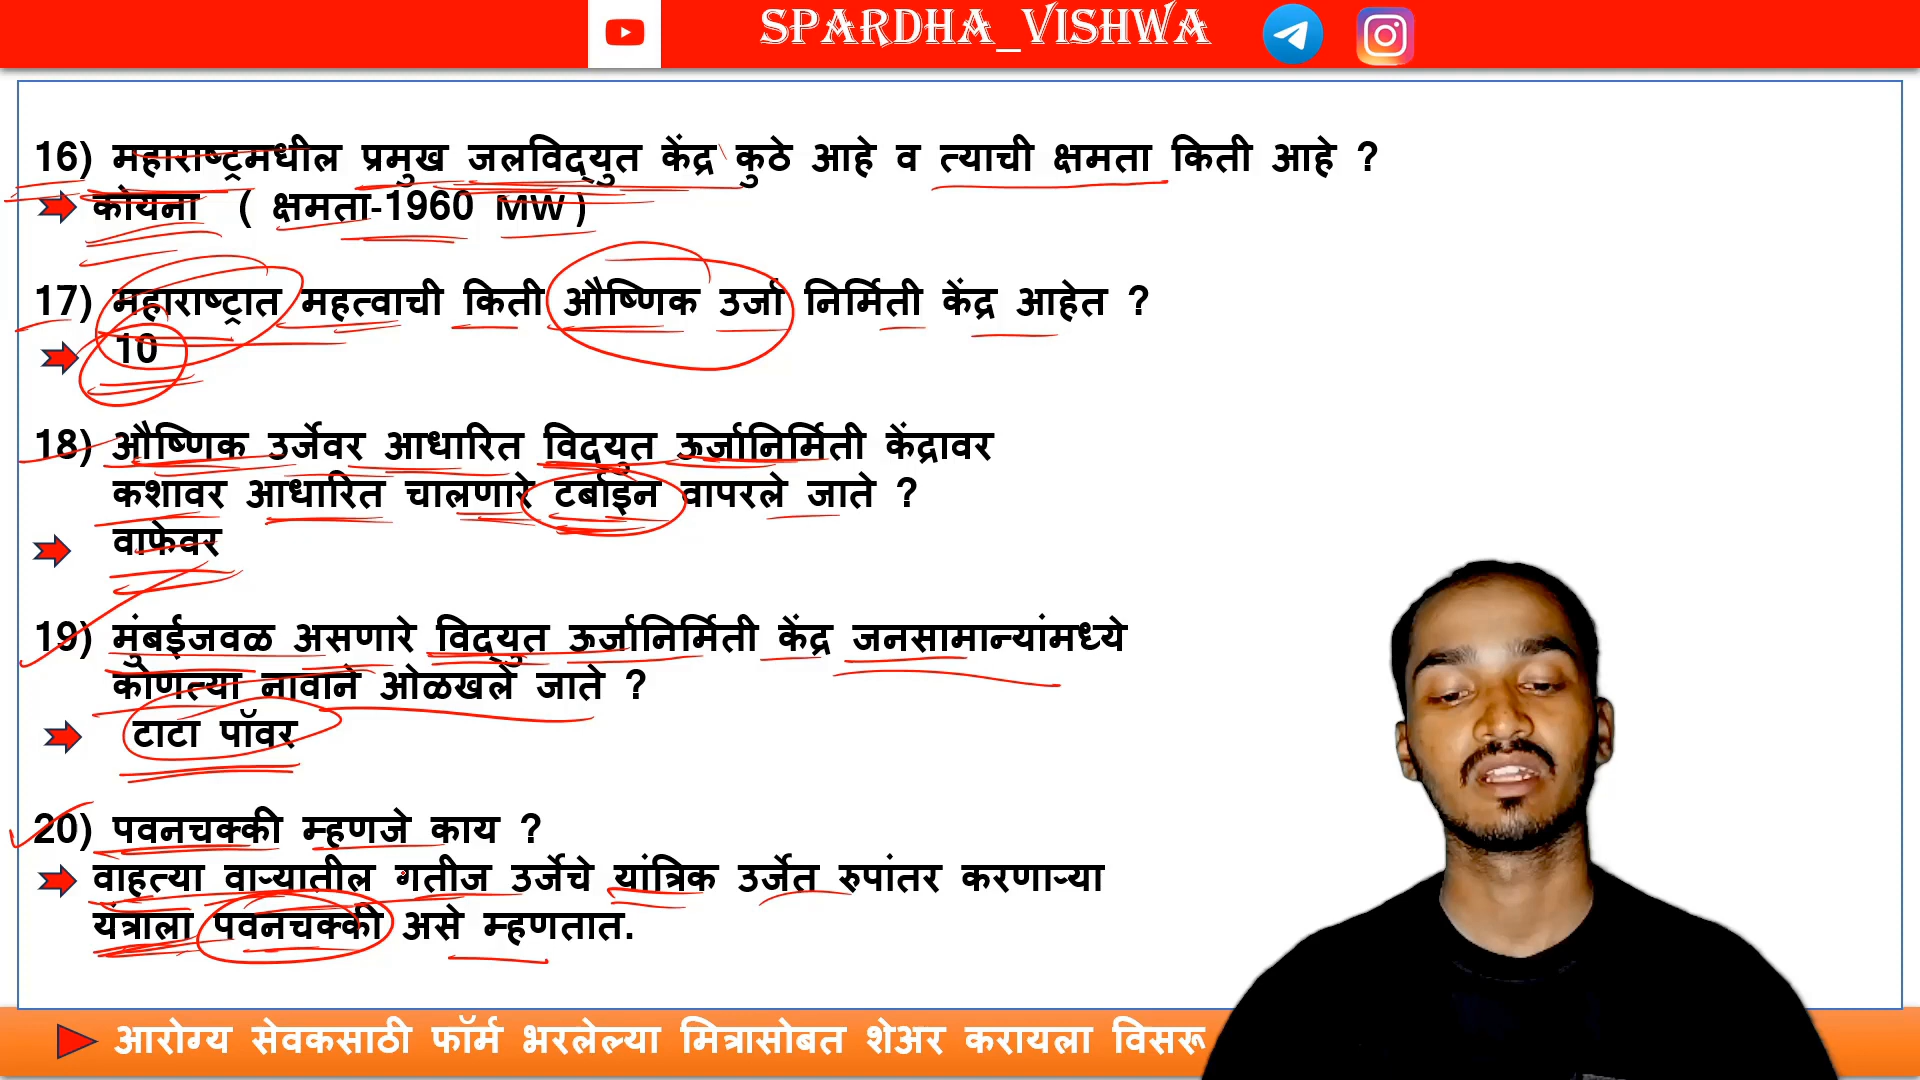 SPARDHA_VISHWA
16) महाराष्ट्रमधील प्रमुख जलविद्युत केंद्र कुठे आहे व त्याची क्षमता किती आहे ?
कोयना ( क्षमता-1960 MW )
17) महाराष्ट्रात महत्वाची किती औष्णिक उर्जा निर्मिती केंद्र आहेत ?
10
18) औष्णिक उर्जेवर आधारित विद्युत ऊर्जानिर्मिती केंद्रावर
कशावर आधारित चालणारे टर्बाइन वापरले जाते ?
वाफेवर
19) मुंबईजवळ असणारे विद्युत ऊर्जानिर्मिती केंद्र जनसामान्यांमध्ये
कोणत्या नावाने ओळखले जाते ?
टाटा पॉवर
20) पवनचक्की म्हणजे काय ?
वाहत्या वाऱ्यातील गतीज उर्जेचे यांत्रिक उर्जेत रुपांतर करणाऱ्या
यंत्राला पवनचक्की असे म्हणतात.
आरोग्य सेवकसाठी फॉर्म भरलेल्या मित्रासोबत शेअर करायला विसरू